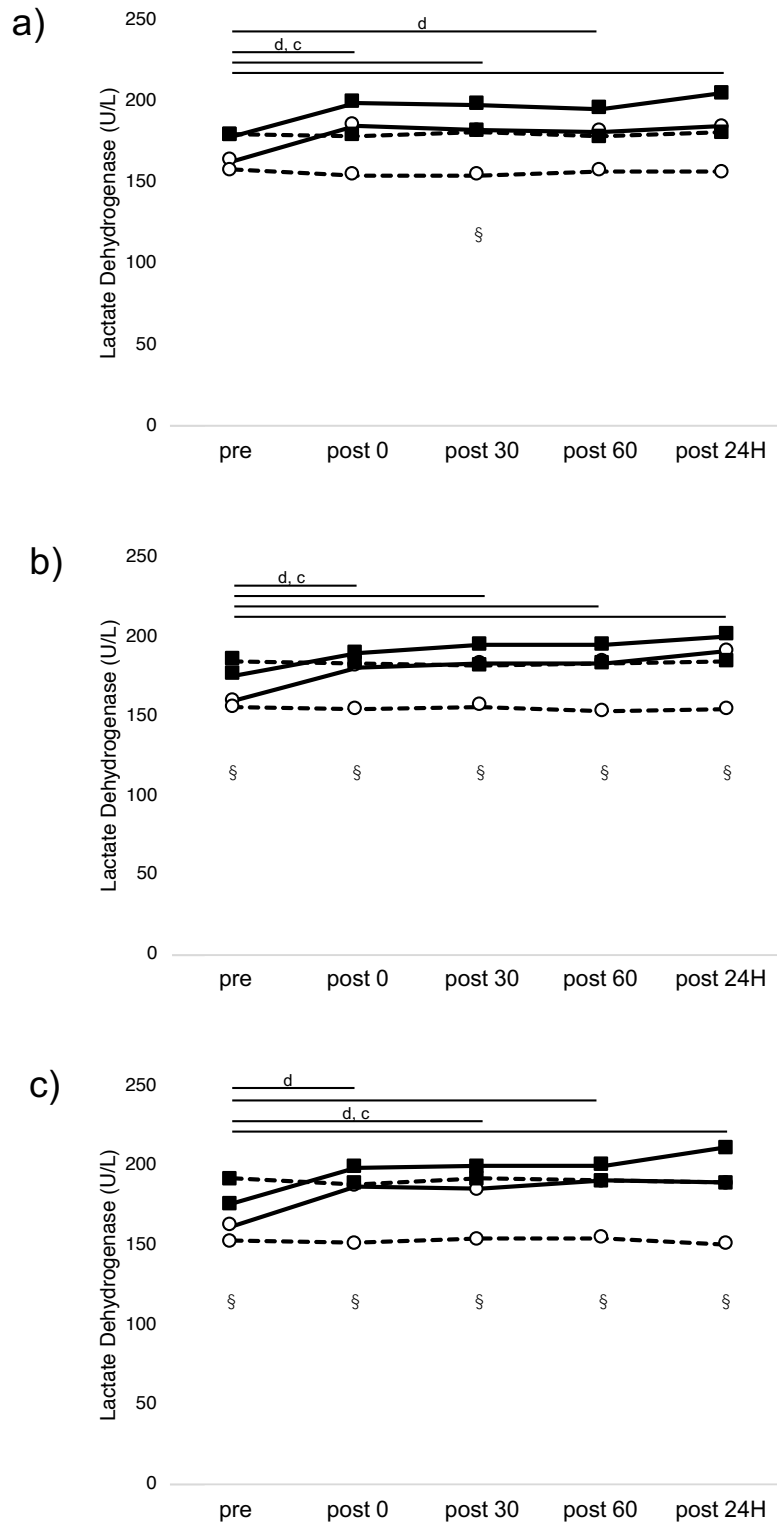 a)
250
d
d, c
200
150
§
100
50
0
Lactate Dehydrogenase (U/L)
pre post 0 post 30 post 60 post 24H
b)
250
d, c
200
150
§ § § § §
100
50
0
Lactate Dehydrogenase (U/L)
pre post 0 post 30 post 60 post 24H
c)
250
d
d, c
200
150
§ § § § §
100
50
0
Lactate Dehydrogenase (U/L)
pre post 0 post 30 post 60 post 24H